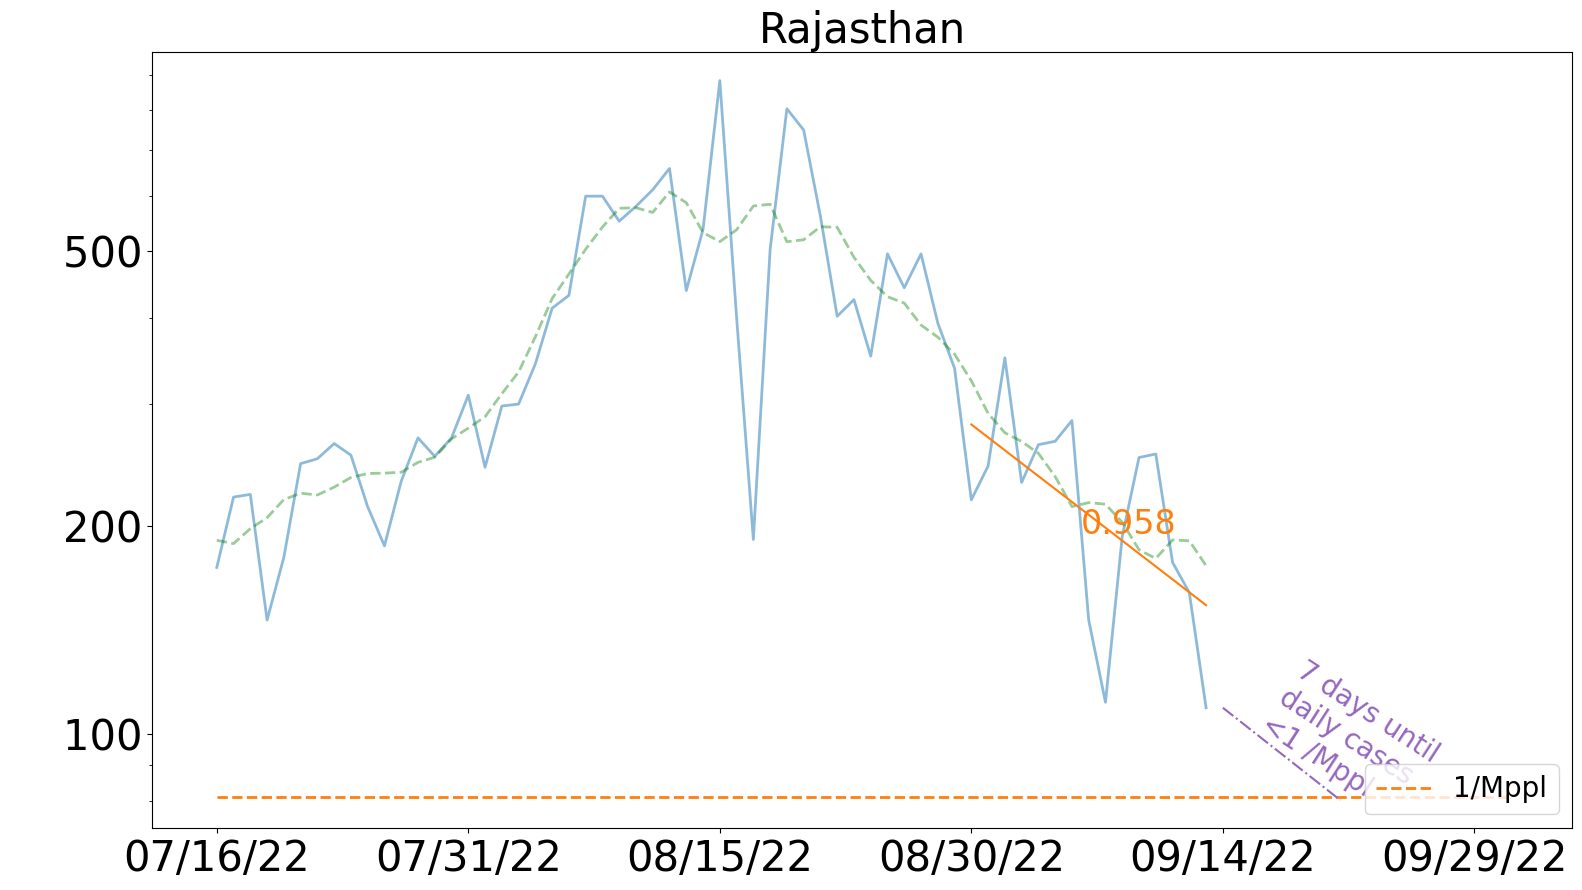 Rajasthan
500
200
100
0.958
7 days until
daily cases
<1 /Mppl
1/Mppl
07/16/22
07/31/22
08/15/22
08/30/22
09/14/22
09/29/22